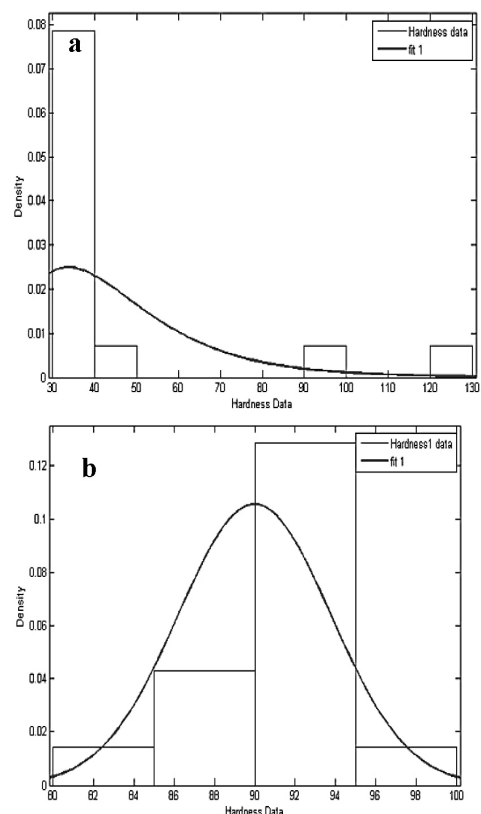 a
Hardness data
fit 1
0.08
0.07
0.06
0.05
0.04
0.03
0.02
0.01
0
Density
30 40 50 60 70 80 90 100 110 120 130
Hardness Data
b
Hardness1 data
fit 1
0.12
0.1
0.08
0.06
0.04
0.02
0
Density
80 82 84 86 88 90 92 94 96 98 100
Hardness Data